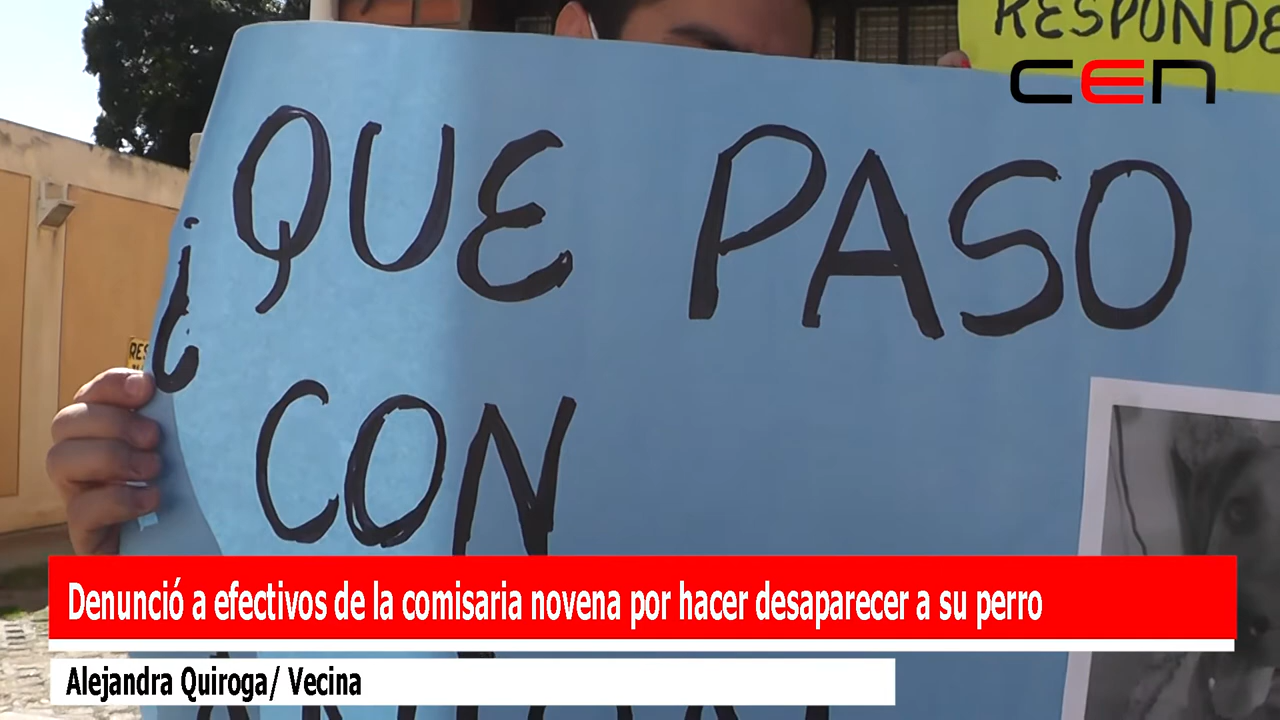 RESPONDE
CEN
¿QUE PASO
CON
RES
Denunció a efectivos de la comisaria novena por hacer desaparecer a su perro
Alejandra Quiroga/ Vecina